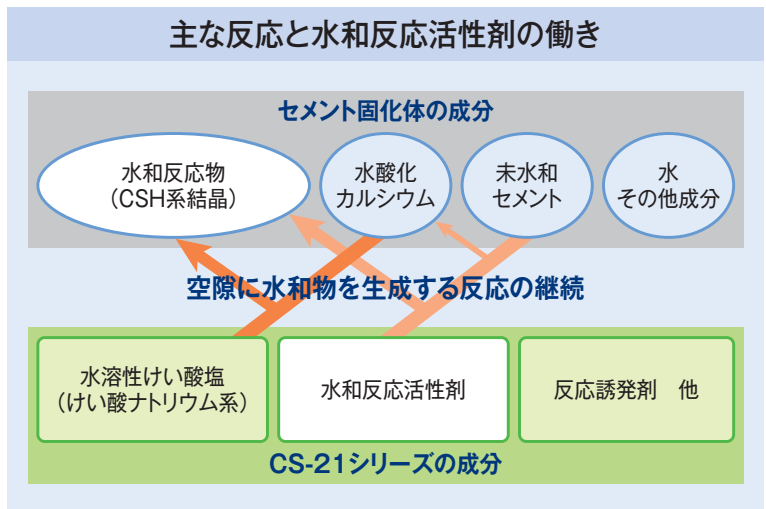 主な反応と水和反応活性剤の働き
セメント固化体の成分
水和反応物
（CSH系結晶）
水酸化
カルシウム
未水和
セメント
水
その他成分
空隙に水和物を生成する反応の継続
水溶性けい酸塩
（けい酸ナトリウム系）
水和反応活性剤
反応誘発剤　他
CS-21シリーズの成分